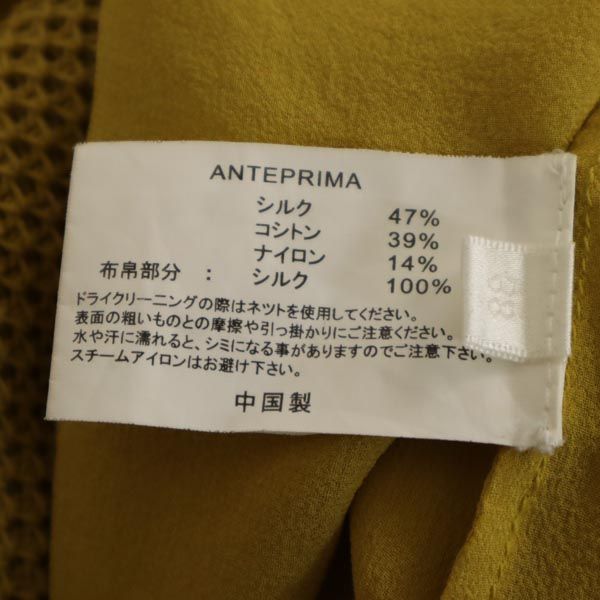 ANTEPRIMA
シルク 47%
コシトン 39%
ナイロン 14%
布帛部分 : シルク 100%
ドライクリーニングの際はネツトを使用してください。
表面の粗いものとの摩擦や引っ掛かりにご注意ください。
水や汗に濡れると、シミになる事がありますのでご注意下さい。
スチームアイロンはお避け下さい。
中国製
38